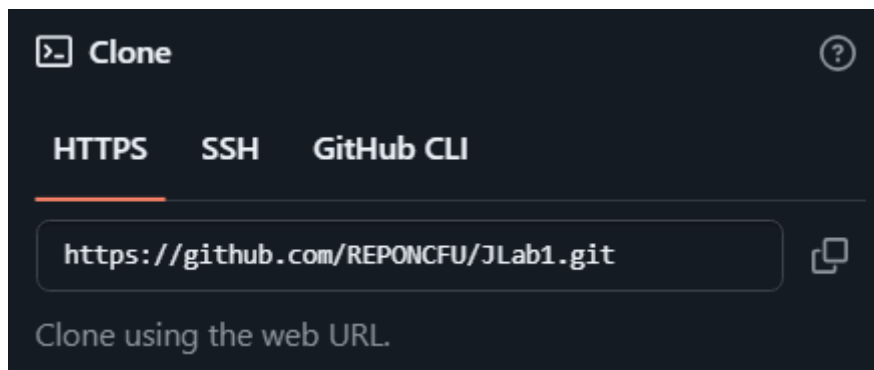 Clone
HTTPS SSH GitHub CLI
https://github.com/REPONCFU/JLab1.git
Clone using the web URL.